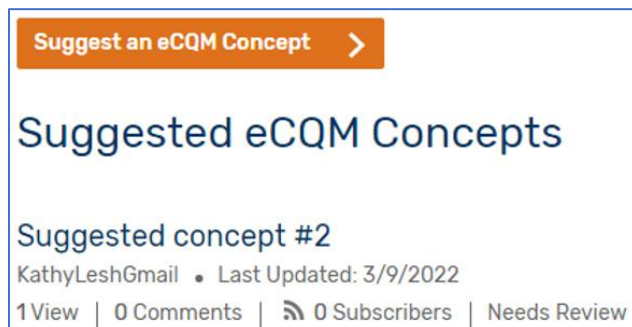 Suggest an eCQM Concept
Suggested eCQM Concepts
Suggested concept #2
KathyLeshGmail • Last Updated: 3/9/2022
1 View | 0 Comments | 0 Subscribers | Needs Review